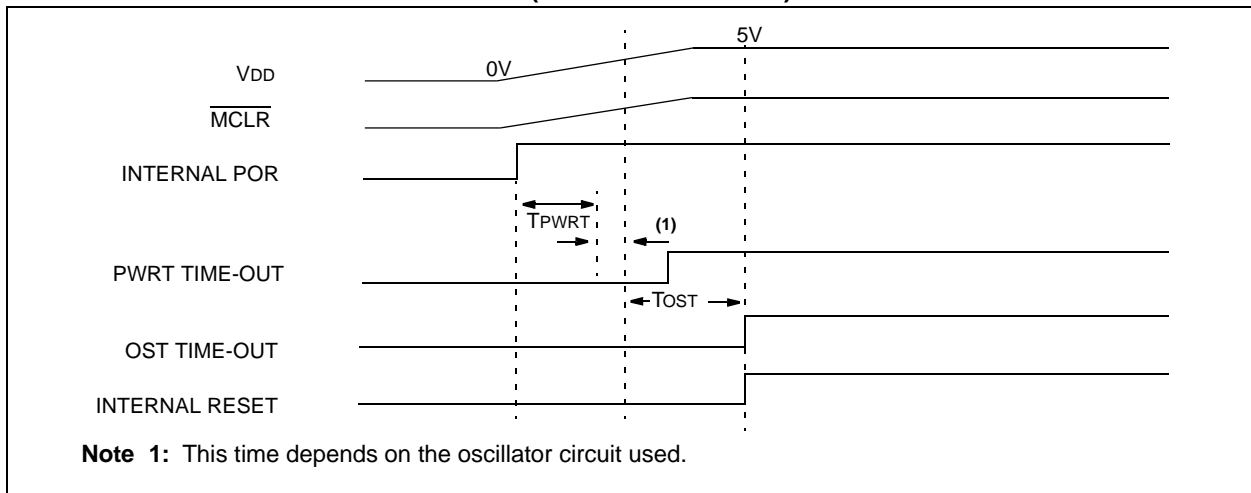 5V
0V
VDD
MCLR
INTERNAL POR
TPWRT
(1)
PWRT TIME-OUT
TOST
OST TIME-OUT
INTERNAL RESET
Note 1: This time depends on the oscillator circuit used.